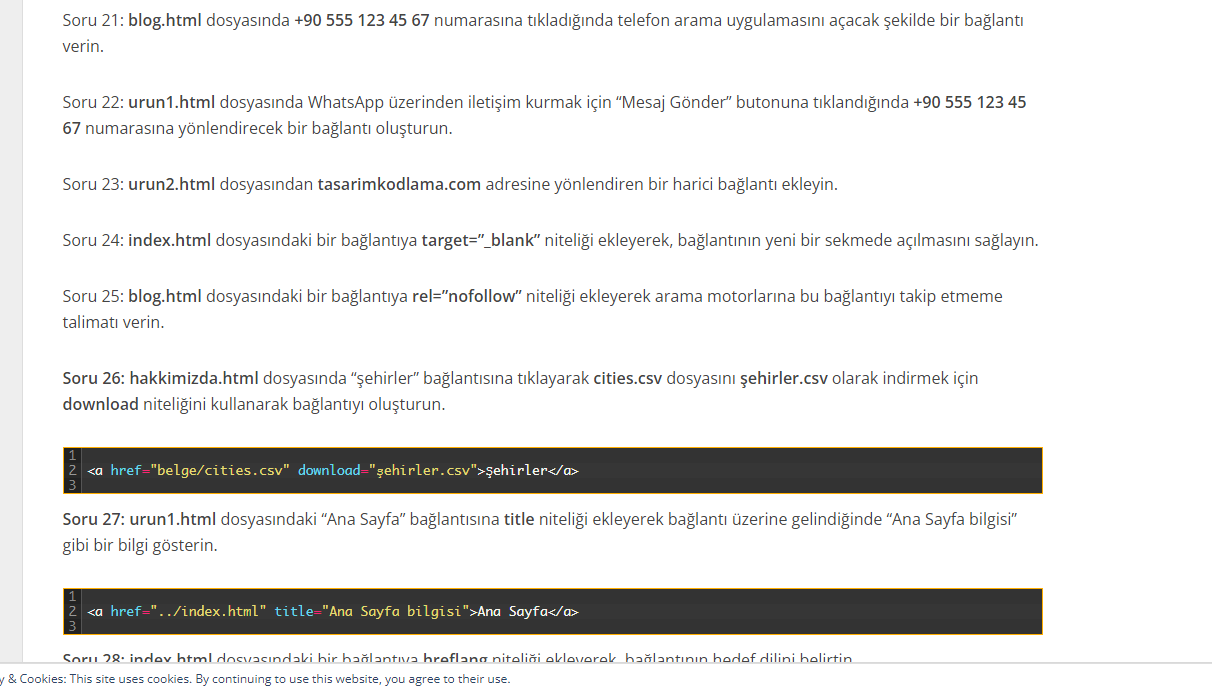 Soru 21: blog.html dosyasında +90 555 123 45 67 numarasına tıkladığında telefon arama uygulamasını açacak şekilde bir bağlantı
verin.
Soru 22: urun1.html dosyasında WhatsApp üzerinden iletişim kurmak için “Mesaj Gönder” butonuna tıklandığında +90 555 123 45
67 numarasına yönlendirecek bir bağlantı oluşturun.
Soru 23: urun2.html dosyasından tasarimkodlama.com adresine yönlendiren bir harici bağlantı ekleyin.
Soru 24: index.html dosyasındaki bir bağlantıya target=”_blank” niteliği ekleyerek, bağlantının yeni bir sekmede açılmasını sağlayın.
Soru 25: blog.html dosyasındaki bir bağlantıya rel=”nofollow” niteliği ekleyerek arama motorlarına bu bağlantıyı takip etmeme
talimatı verin.
Soru 26: hakkimizda.html dosyasında “şehirler” bağlantısına tıklayarak cities.csv dosyasını şehirler.csv olarak indirmek için
download niteliğini kullanarak bağlantıyı oluşturun.
1
2 <a href="belge/cities.csv" download="şehirler.csv">Şehirler</a>
3
Soru 27: urun1.html dosyasındaki “Ana Sayfa” bağlantısına title niteliği ekleyerek bağlantı üzerine gelindiğinde “Ana Sayfa bilgisi”
gibi bir bilgi gösterin.
1
2 <a href="../index.html" title="Ana Sayfa bilgisi">Ana Sayfa</a>
3
Soru 28: index.html dosyasındaki bir bağlantıya hreflang niteliği ekleyerek, bağlantının hedef dilini belirtin.
y & Cookies: This site uses cookies. By continuing to use this website, you agree to their use.